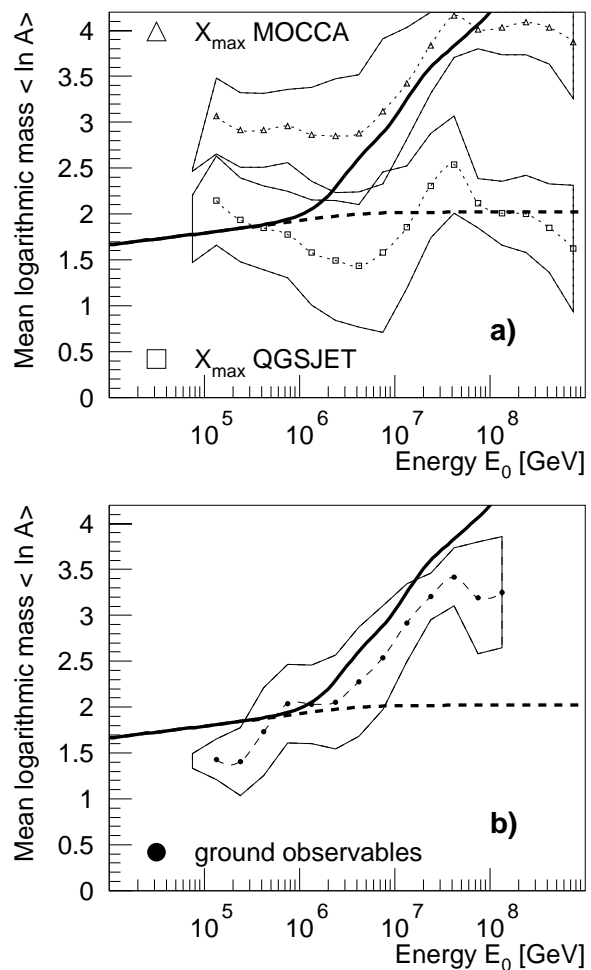 Mean logarithmic mass < ln A>
4
3.5
3
2.5
2
1.5
1
0.5
0
X_max MOCCA
a)
X_max QGSJET
10^5 10^6 10^7 10^8
Energy E_0 [GeV]
Mean logarithmic mass < ln A>
4
3.5
3
2.5
2
1.5
1
0.5
0
b)
ground observables
10^5 10^6 10^7 10^8
Energy E_0 [GeV]